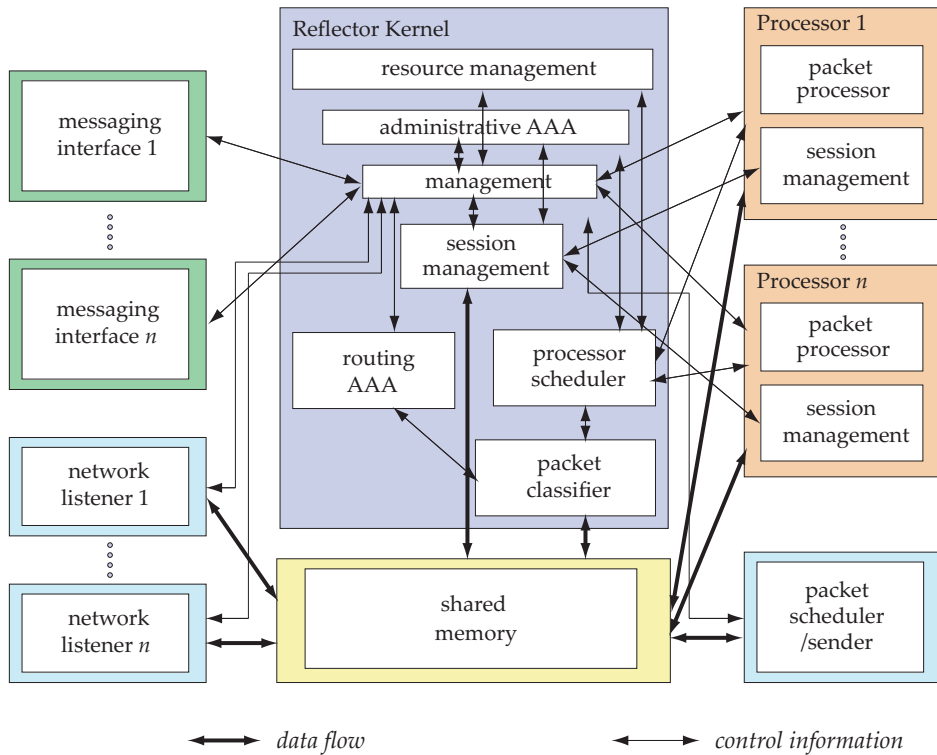 Reflector Kernel
resource management
administrative AAA
management
session
management
routing
AAA
processor
scheduler
packet
classifier
messaging
interface 1
messaging
interface n
network
listener 1
network
listener n
shared
memory
Processor 1
packet
processor
session
management
Processor n
packet
processor
session
management
packet
scheduler
/sender
data flow
control information